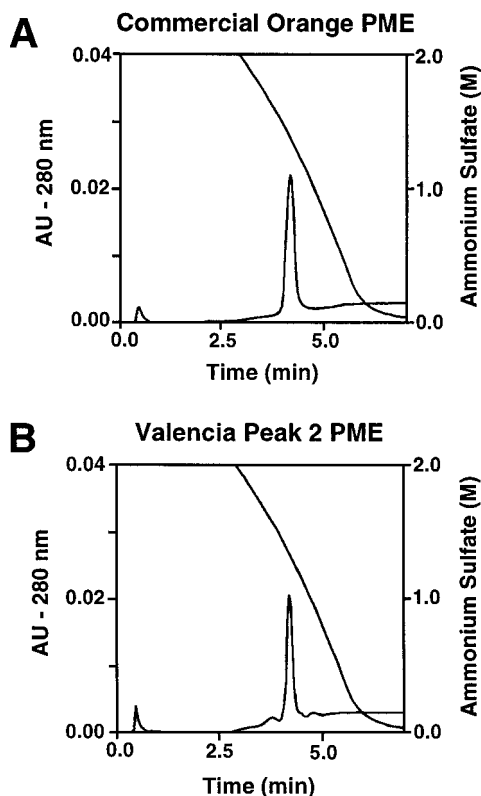 A
Commercial Orange PME
0.04
0.02
0.00
AU - 280 nm
2.0
1.0
0.0
Ammonium Sulfate (M)
0.0 2.5 5.0
Time (min)
B
Valencia Peak 2 PME
0.04
0.02
0.00
AU - 280 nm
2.0
1.0
0.0
Ammonium Sulfate (M)
0.0 2.5 5.0
Time (min)